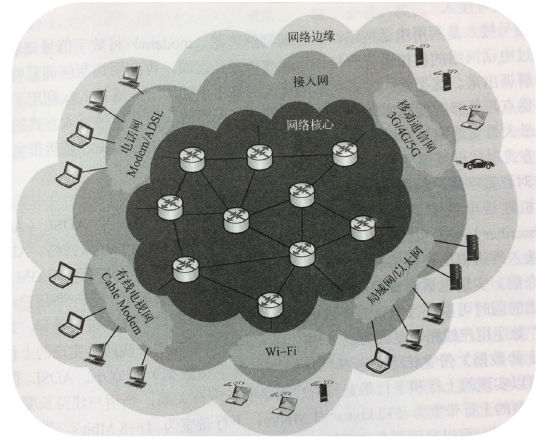 网络边缘
接入网
网络核心
电话网
Modem/ADSL
移动通信网
3G/4G/5G
有线电视网
Cable Modem
局域网/以太网
Wi-Fi